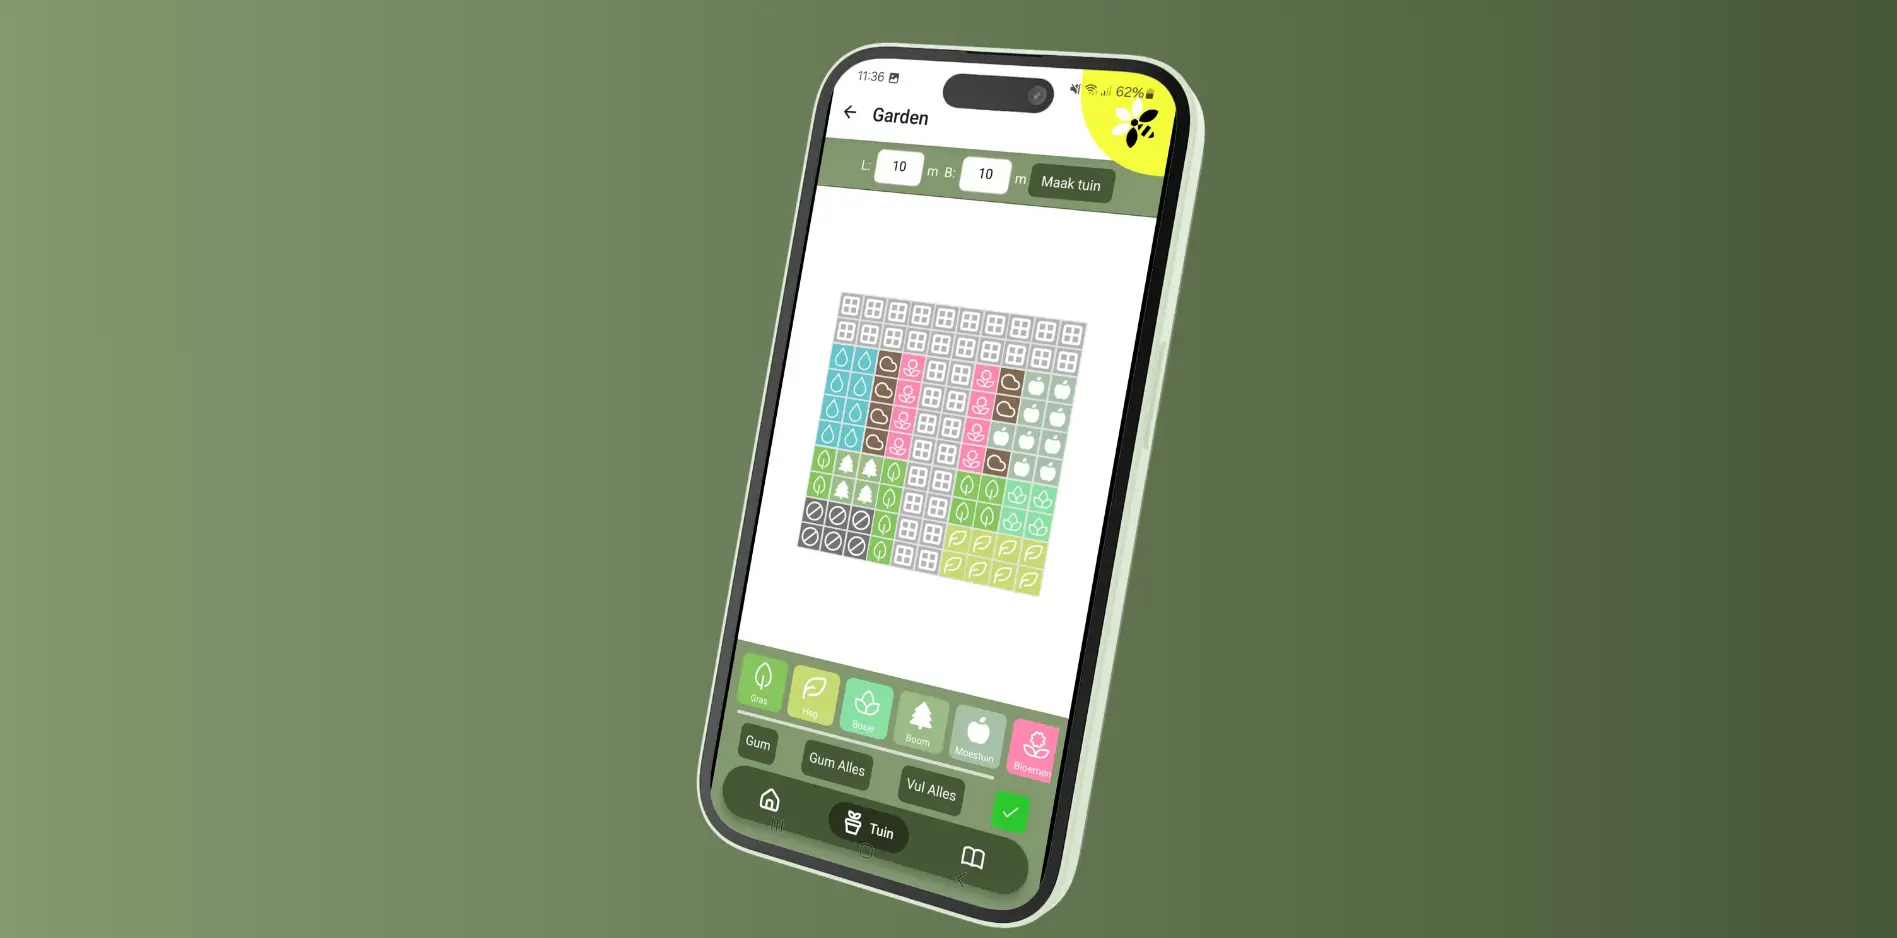 11:36 62%
Garden
L: 10 m B: 10 m Maak tuin
Gras Heg Bosje Boom Moestuin Bloemen
Gum Gum Alles Vul Alles
Tuin